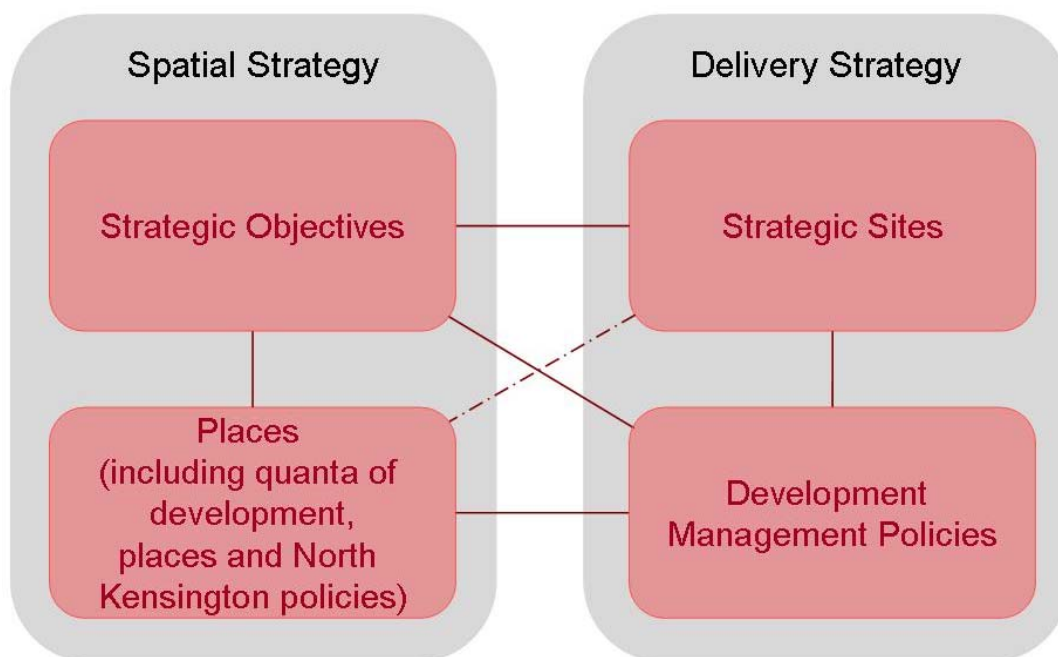 Spatial Strategy
Strategic Objectives
Places
(including quanta of
development,
places and North
Kensington policies)
Delivery Strategy
Strategic Sites
Development
Management Policies